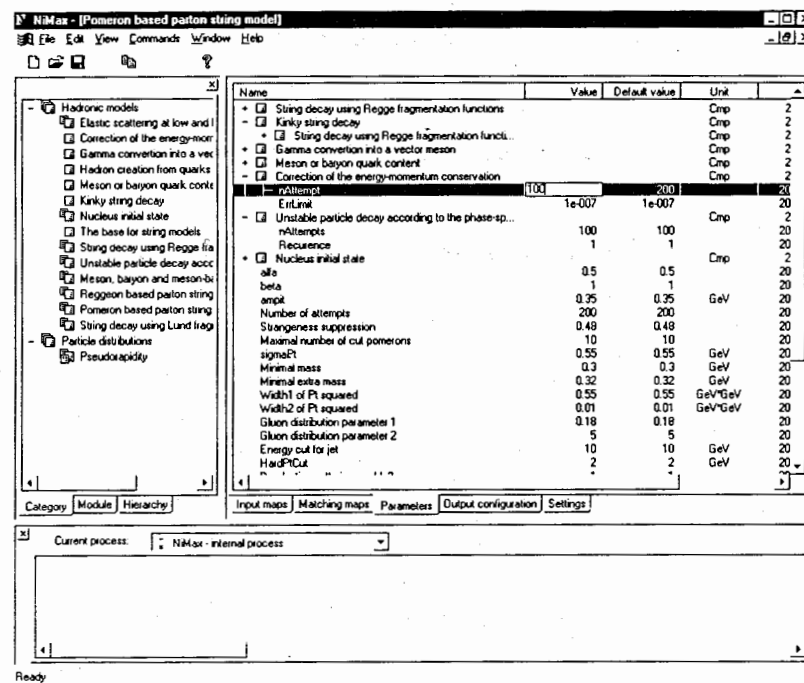 NiMax - [Pomeron based parton string model]
File Edit View Commands Window Help
Hadronic models
Elastic scattering at low and
Correction of the energy-mom
Gamma convertion into a vec
Hadron creation from quarks
Meson or baryon quark conte
Kinky string decay
Nucleus initial state
The base for string models
String decay using Regge fra
Unstable particle decay acco
Meson, baryon and meson-ba
Reggeon based parton string
Pomeron based parton string
String decay using Lund fragi
Particle distributions
Pseudorapidity
Category Module Hierarchy
Name Value Default value Unit
+ String decay using Regge fragmentation functions Cmp 2
- Kinky string decay Cmp 2
+ String decay using Regge fragmentation functi... Cmp 2
+ Gamma convertion into a vector meson Cmp 2
+ Meson or baryon quark content Cmp 2
- Correction of the energy-momentum conservation Cmp 2
nAttempt 100 200 20
ErrLimit 1e-007 1e-007 20
- Unstable particle decay according to the phase-sp... Cmp 2
nAttempts 100 100 20
Recurence 1 1 20
+ Nucleus initial state Cmp 2
alfa 0.5 0.5 20
beta 1 1 20
ampit 0.35 0.35 GeV 20
Number of attempts 200 200 20
Strangeness suppression 0.48 0.48 20
Maximal number of cut pomerons 10 10 20
sigmaPt 0.55 0.55 GeV 20
Minimal mass 0.3 0.3 GeV 20
Minimal extra mass 0.32 0.32 GeV 20
Width1 of Pt squared 0.55 0.55 GeV*GeV 20
Width2 of Pt squared 0.01 0.01 GeV*GeV 20
Gluon distribution parameter 1 0.18 0.18 20
Gluon distribution parameter 2 5 5 20
Energy cut for jet 10 10 GeV 20
HardPtCut 2 2 GeV 20
Input maps Matching maps Parameters Output configuration Settings
Current process: NiMax - internal process
Ready